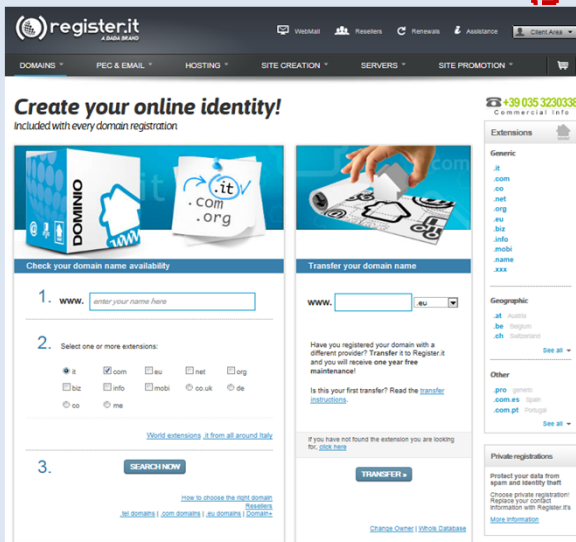 register.it
A DADA BRAND
WebMail
Resellers
Renewals
Assistance
Client Area
DOMAINS
PEC & EMAIL
HOSTING
SITE CREATION
SERVERS
SITE PROMOTION
Create your online identity!
Included with every domain registration
+39 035 3230338
Commercial Info
DOMINIO
www
.it
.com
.org
.it
.com
Check your domain name availability
1. www. enter your name here
2. Select one or more extensions:
it com eu net org
biz info mobi co.uk de
co me
World extensions, it from all around Italy
3. SEARCH NOW
How to choose the right domain
Resellers
.tel domains | .com domains | .eu domains | Domain+
Transfer your domain name
www. .eu
Have you registered your domain with a
different provider? Transfer it to Register.it
and you will receive one year free
maintenance!
Is this your first transfer? Read the transfer
instructions.
If you have not found the extension you are looking
for, click here
TRANSFER »
Change Owner | Whois Database
Extensions
Generic
.it
.com
.co
.net
.org
.eu
.biz
.info
.mobi
.name
.xxx
Geographic
.at Austria
.be Belgium
.ch Switzerland
See all
Other
.pro generic
.com.es Spain
.com.pt Portugal
See all
Private registrations
Protect your data from
spam and identity theft
Choose private registration!
Replace your contact
information with Register.it's
More information